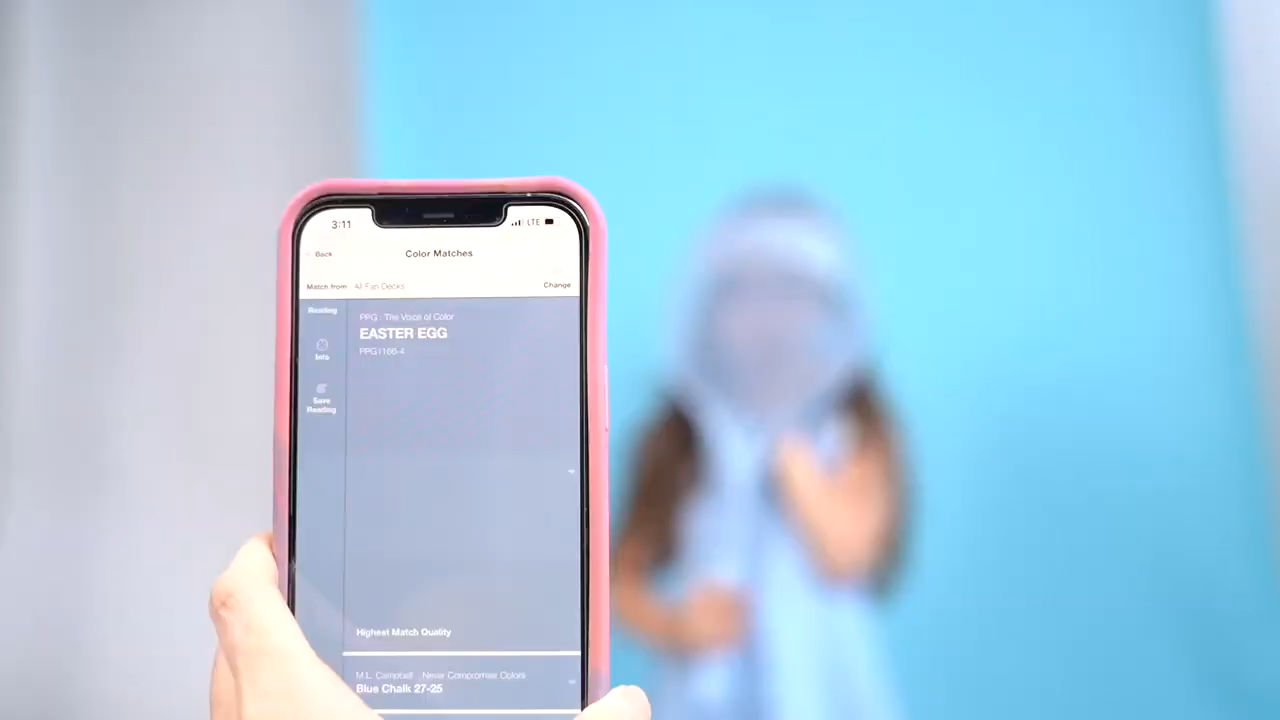 3:11 LTE
Back Color Matches
Match from All Fan Decks Change
Reading
PPG - The Voice of Color
EASTER EGG
PPG1166-4
Info
Save
Reading
Highest Match Quality
M.L. Campbell - Never Compromise Colors
Blue Chalk 27-25